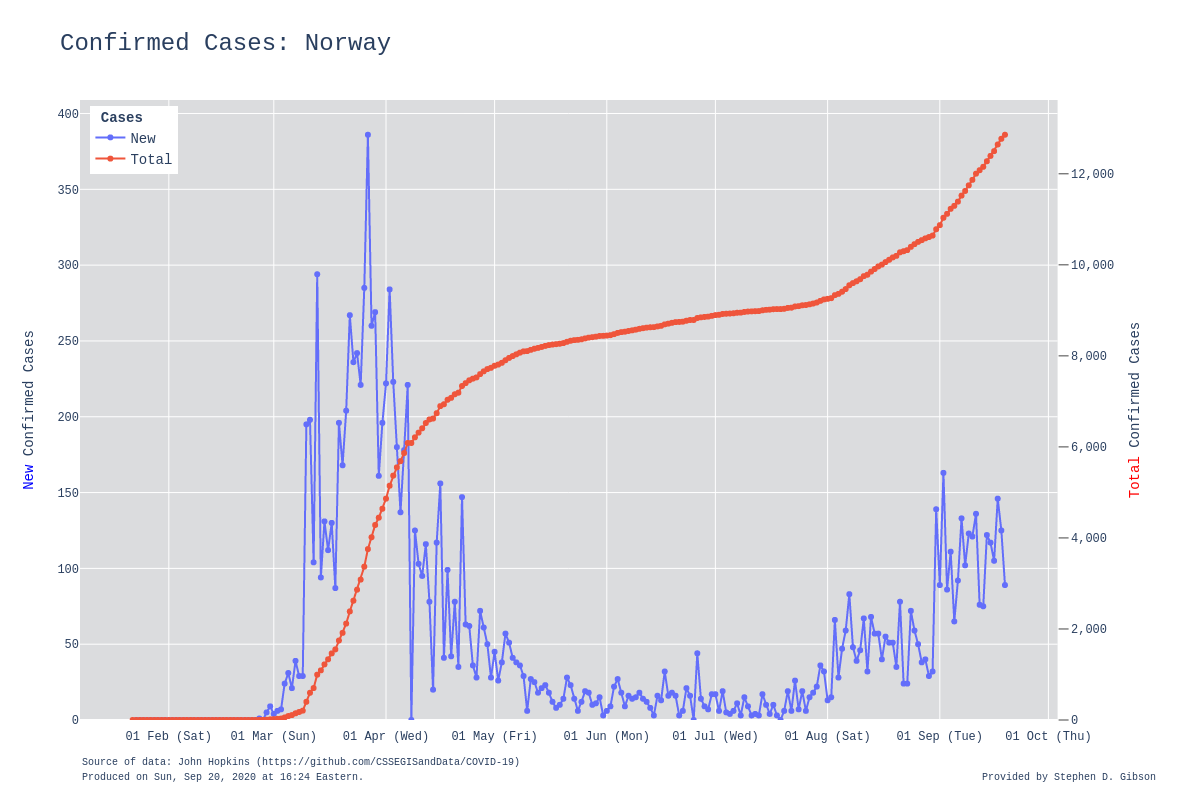 Confirmed Cases: Norway
Cases
New
Total
400
350
300
250
200
150
100
50
0
12,000
10,000
8,000
6,000
4,000
2,000
0
New Confirmed Cases
Total Confirmed Cases
01 Feb (Sat)
01 Mar (Sun)
01 Apr (Wed)
01 May (Fri)
01 Jun (Mon)
01 Jul (Wed)
01 Aug (Sat)
01 Sep (Tue)
01 Oct (Thu)
Source of data: John Hopkins (https://github.com/CSSEGISandData/COVID-19)
Produced on Sun, Sep 20, 2020 at 16:24 Eastern.
Provided by Stephen D. Gibson